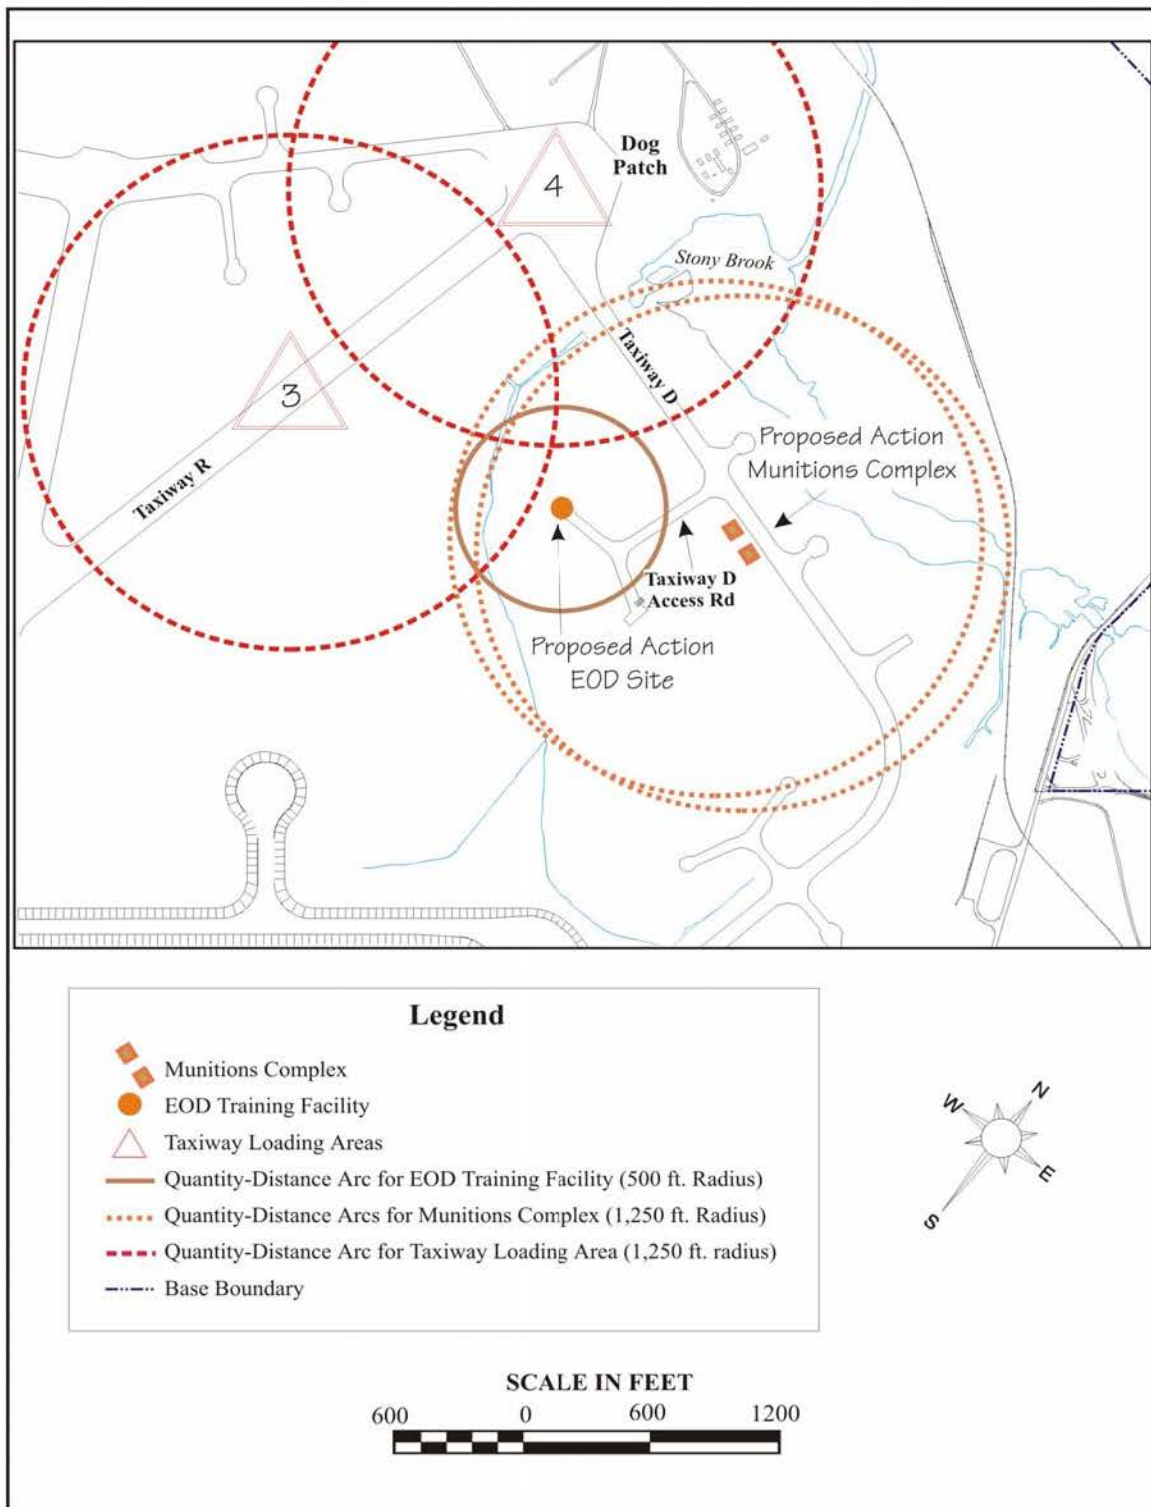 Dog
Patch
4
Stony Brook
Taxiway D
3
Proposed Action
Munitions Complex
Taxiway R
Taxiway D
Access Rd
Proposed Action
EOD Site
Legend
Munitions Complex
EOD Training Facility
Taxiway Loading Areas
Quantity-Distance Arc for EOD Training Facility (500 ft. Radius)
Quantity-Distance Arcs for Munitions Complex (1,250 ft. Radius)
Quantity-Distance Arc for Taxiway Loading Area (1,250 ft. radius)
Base Boundary
N
W
E
S
SCALE IN FEET
600 0 600 1200